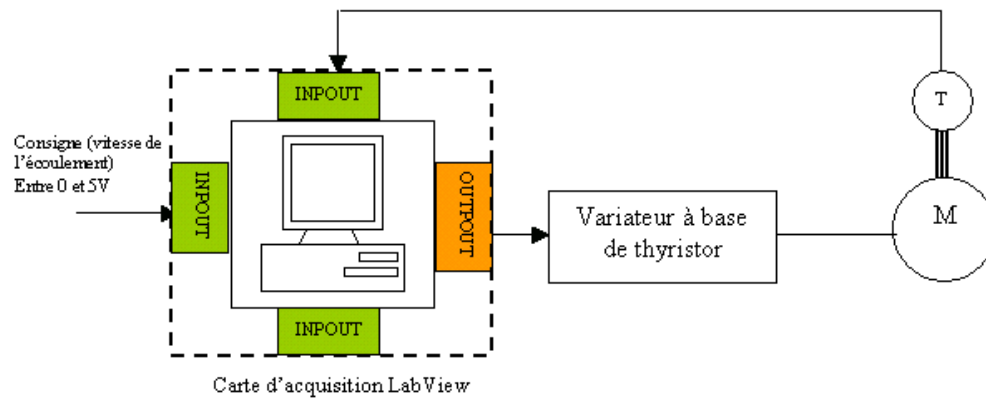 INPOUT
T
Consigne (vitesse de
l'écoulement)
Entre 0 et 5V
INPOUT
OUTPOUT
Variateur à base
de thyristor
M
INPOUT
Carte d'acquisition LabView